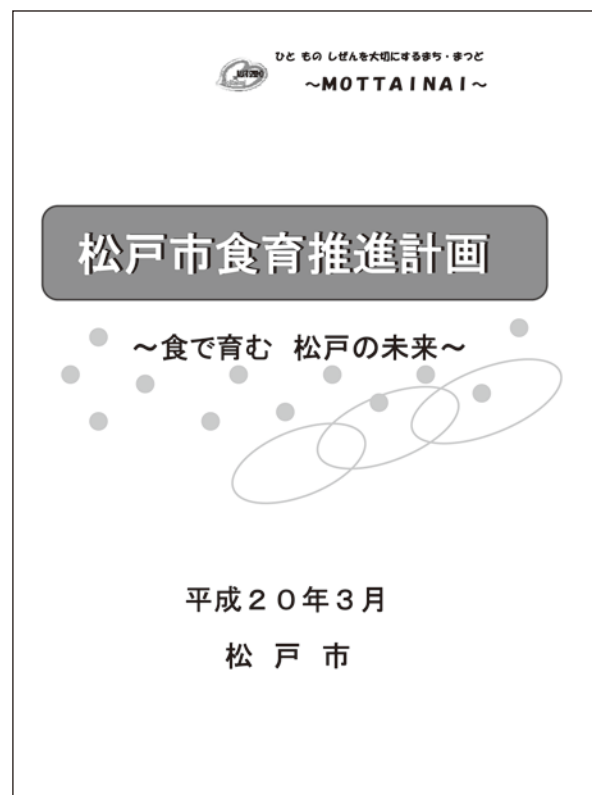 ひと もの しぜんを大切にするまち・まつど
～MOTTAINAI～
松戸市食育推進計画
～食で育む 松戸の未来～
平成２０年３月
松 戸 市